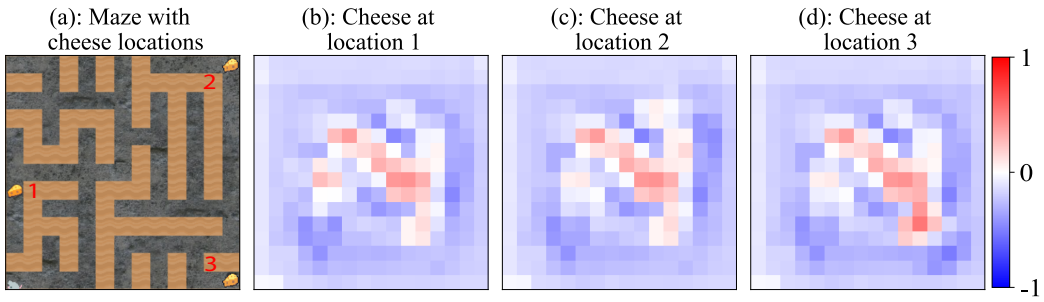 (a): Maze with
cheese locations
(b): Cheese at
location 1
(c): Cheese at
location 2
(d): Cheese at
location 3
2
1
3
1
0
-1